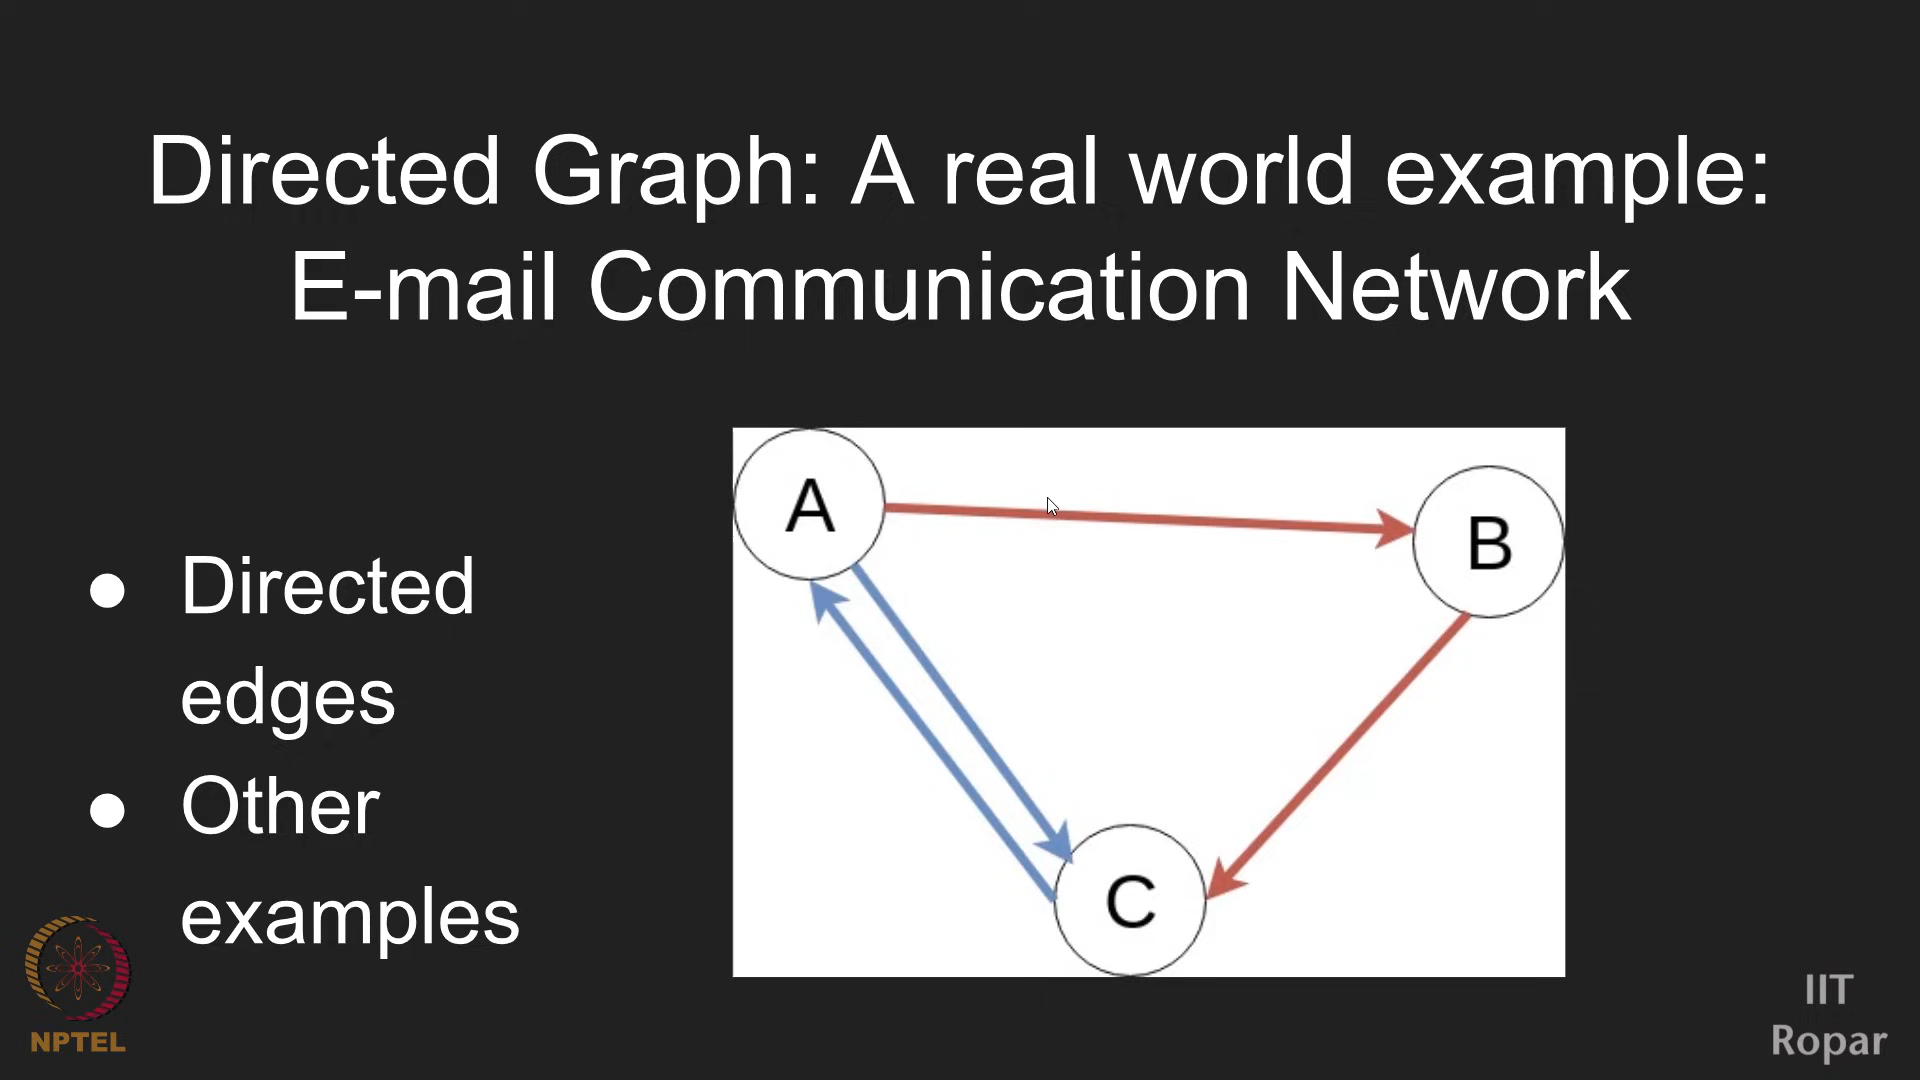 Directed Graph: A real world example:
E-mail Communication Network
A
B
● Directed
edges
● Other
examples
C
NPTEL
IIT
Ropar